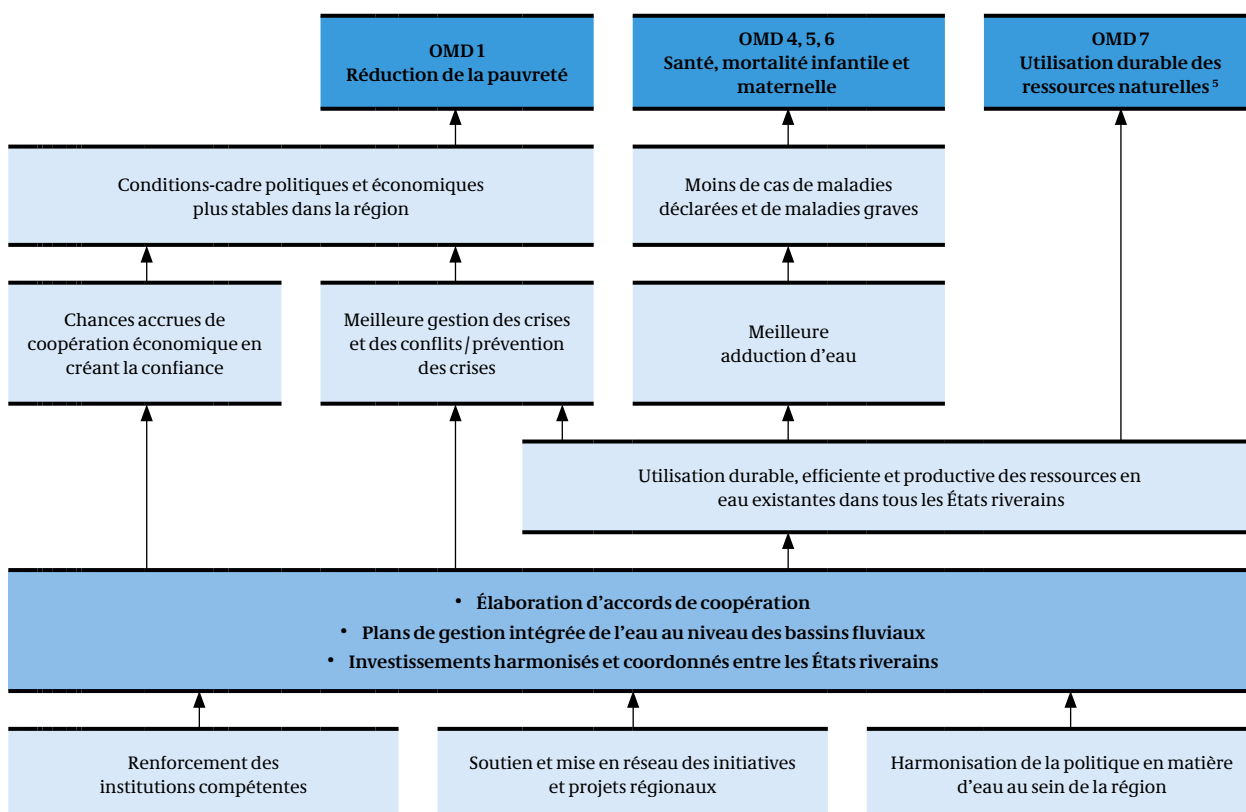 OMD 1
Réduction de la pauvreté
OMD 4, 5, 6
Santé, mortalité infantile et
maternelle
OMD 7
Utilisation durable des
ressources naturelles ⁵
Conditions-cadre politiques et économiques
plus stables dans la région
Moins de cas de maladies
déclarées et de maladies graves
Chances accrues de
coopération économique en
créant la confiance
Meilleure gestion des crises
et des conflits / prévention
des crises
Meilleure
adduction d’eau
Utilisation durable, efficiente et productive des ressources en
eau existantes dans tous les États riverains
• Élaboration d’accords de coopération
• Plans de gestion intégrée de l’eau au niveau des bassins fluviaux
• Investissements harmonisés et coordonnés entre les États riverains
Renforcement des
institutions compétentes
Soutien et mise en réseau des initiatives
et projets régionaux
Harmonisation de la politique en matière
d’eau au sein de la région